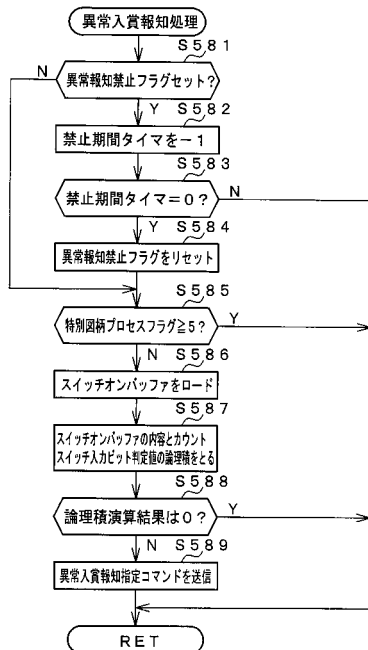 異常入賞報知処理
S581
異常報知禁止フラグセット?
N
Y
S582
禁止期間タイマを−1
S583
禁止期間タイマ=0?
N
Y
S584
異常報知禁止フラグをリセット
S585
特別図柄プロセスフラグ≧5?
Y
N
S586
スイッチオンバッファをロード
S587
スイッチオンバッファの内容とカウント
スイッチ入力ビット判定値の論理積をとる
S588
論理積演算結果は0?
Y
N
S589
異常入賞報知指定コマンドを送信
RET